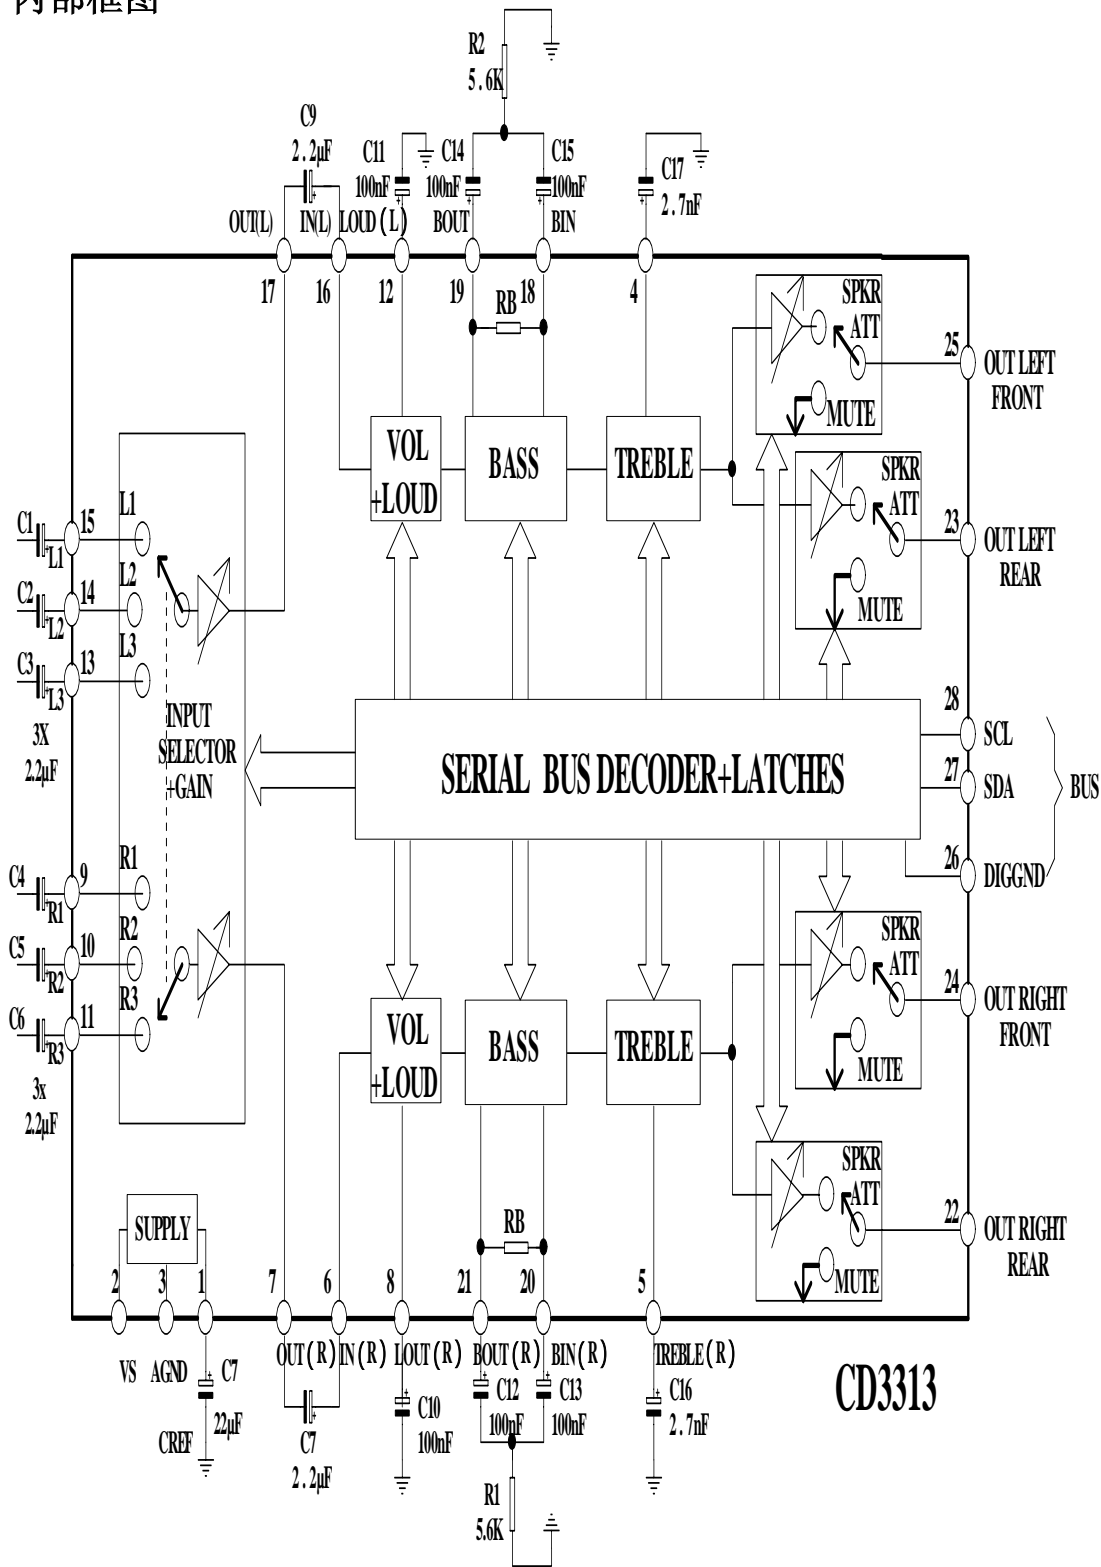 内部框图
R2
5.6K
C9
2.2μF
C11
100nF
C14
100nF
C15
100nF
C17
2.7nF
OUT(L)
IN(L)
LOUD(L)
BOUT
BIN
17
16
12
19
RB
18
4
SPKR
ATT
MUTE
25
OUT LEFT
FRONT
VOL
+LOUD
BASS
TREBLE
SPKR
ATT
MUTE
23
OUT LEFT
REAR
C1
+L1
15
L1
C2
+L2
14
L2
C3
+L3
13
L3
3X
2.2μF
INPUT
SELECTOR
+GAIN
SERIAL BUS DECODER+LATCHES
28
SCL
27
SDA
BUS
26
DIGGND
C4
+R1
9
R1
C5
+R2
10
R2
C6
+R3
11
R3
3x
2.2μF
VOL
+LOUD
BASS
TREBLE
SPKR
ATT
MUTE
24
OUT RIGHT
FRONT
SPKR
ATT
MUTE
22
OUT RIGHT
REAR
SUPPLY
RB
2
3
1
7
6
8
21
20
5
VS
AGND
C7
22μF
CREF
OUT(R)
IN(R)
LOUT(R)
BOUT(R)
BIN(R)
TREBLE(R)
C7
2.2μF
C10
100nF
C12
100nF
C13
100nF
C16
2.7nF
R1
5.6K
CD3313